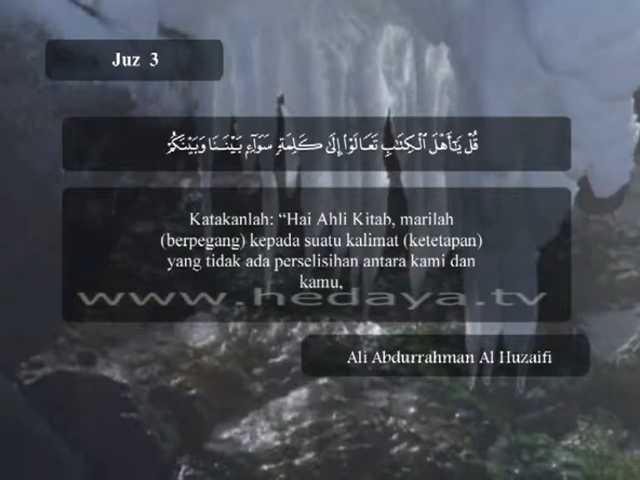 Juz 3
قُلْ يَـٰٓأَهْلَ ٱلْكِتَـٰبِ تَعَالَوْا۟ إِلَىٰ كَلِمَةٍۢ سَوَآءٍۭ بَيْنَنَا وَبَيْنَكُمْ
Katakanlah: “Hai Ahli Kitab, marilah
(berpegang) kepada suatu kalimat (ketetapan)
yang tidak ada perselisihan antara kami dan
kamu,
www.hedaya.tv
Ali Abdurrahman Al Huzaifi